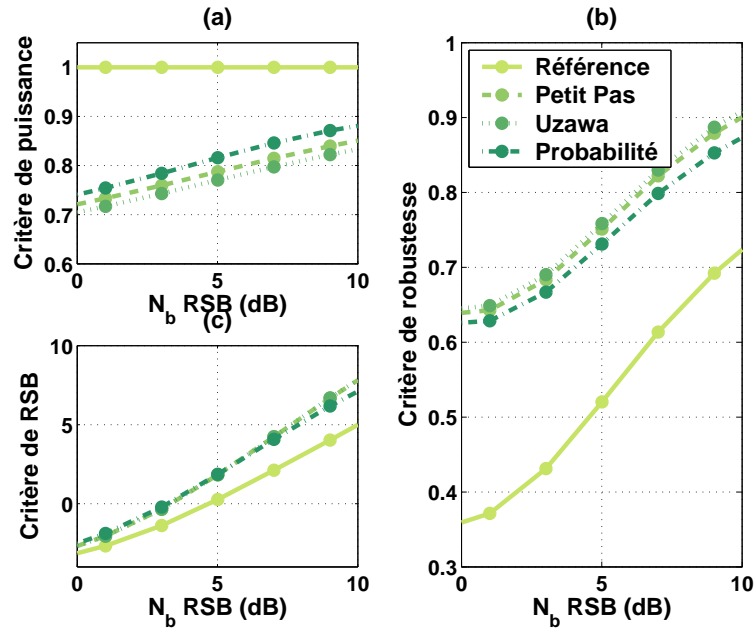 (a)
Critère de puissance
1
0.9
0.8
0.7
0.6
0
5
10
N_b RSB (dB)
(c)
Critère de RSB
10
5
0
0
5
10
N_b RSB (dB)
(b)
Critère de robustesse
1
0.9
0.8
0.7
0.6
0.5
0.4
0.3
0
5
10
N_b RSB (dB)
Référence
Petit Pas
Uzawa
Probabilité